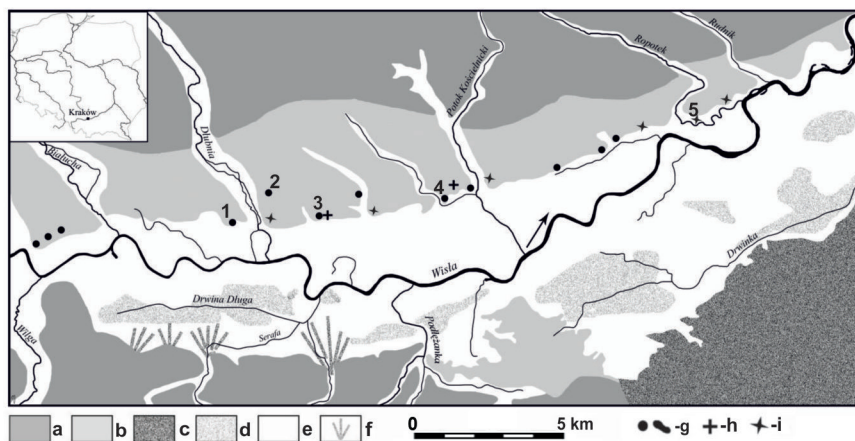 Kraków
Białucha
Dłubnia
Potok Kościelnicki
Ropotek
Rudnik
1
2
3
4
5
Wisła
Drwinka
Drwina Długa
Serafa
Podłężanka
Wilga
a b c d e f 0 5 km -g -h -i